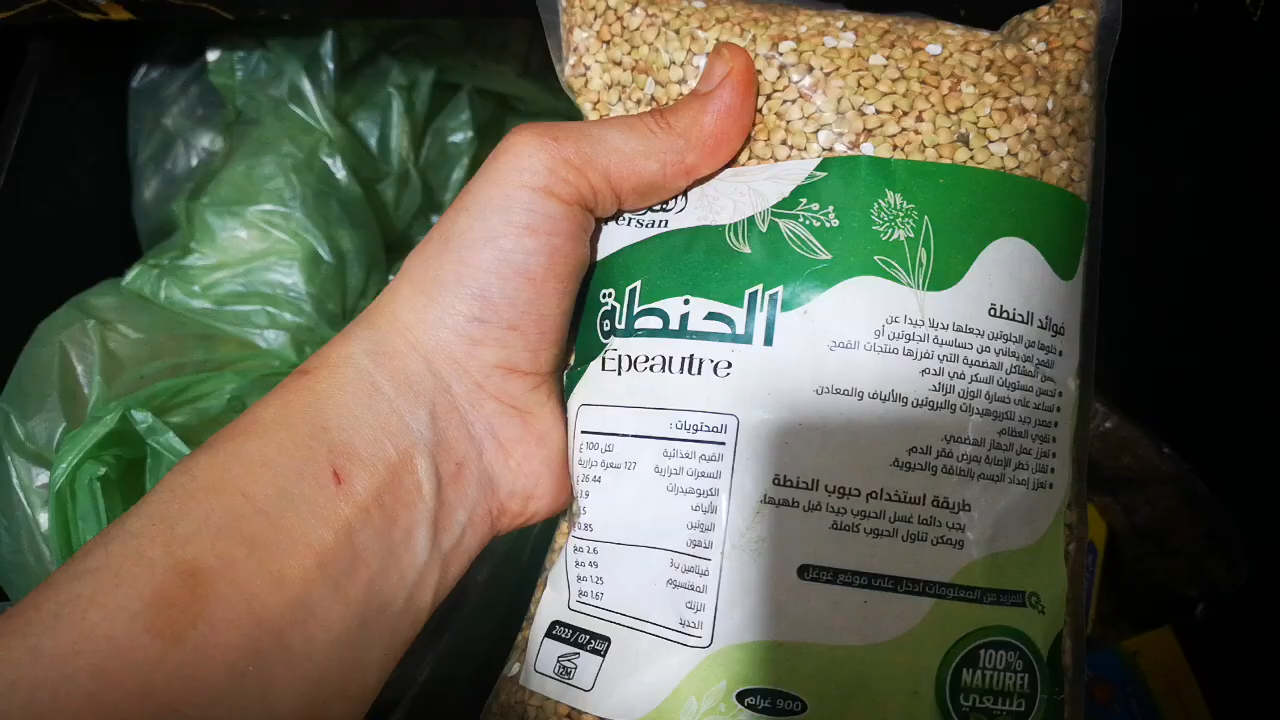 Persan
الحنطة
Épeautre
فوائد الحنطة
• خلوها من الجلوتين يجعلها بديلا جيدا عن
القمح لمن يعاني من حساسية الجلوتين أو
المشاكل الهضمية التي تفرزها منتجات القمح.
• تحسن مستويات السكر في الدم.
• تساعد على خسارة الوزن الزائد.
• مصدر جيد للكربوهيدرات والبروتين والألياف والمعادن.
• تقوي العظام.
• تعزز عمل الجهاز الهضمي.
• تقلل خطر الإصابة بمرض فقر الدم.
• تعزز إمداد الجسم بالطاقة والحيوية.
طريقة استخدام حبوب الحنطة
يجب دائما غسل الحبوب جيدا قبل طهيها،
ويمكن تناول الحبوب كاملة.
للمزيد من المعلومات ادخل على موقع غوغل
المحتويات :
القيم الغذائية لكل 100 غ
السعرات الحرارية 127 سعرة حرارية
الكربوهيدرات 26.44 غ
الألياف
البروتين
الدهون 0.85
فيتامين ب3 2.6 مغ
المغنسيوم 49 مغ
الزنك 1.25 مغ
الحديد 1.67 مغ
إنتاج 07 / 2023
12M
900 غرام
100%
NATUREL
طبيعي